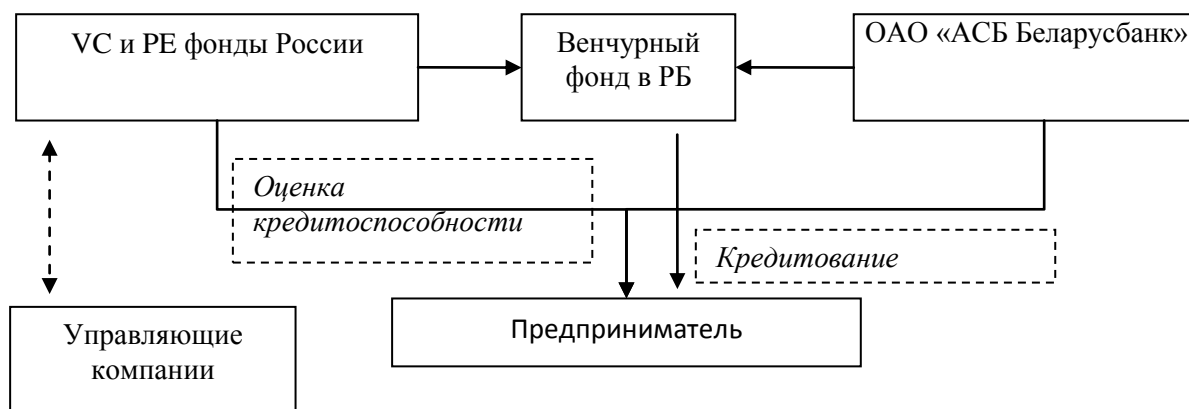 VC и PE фонды России
Венчурный
фонд в РБ
ОАО «АСБ Беларусбанк»
Оценка
кредитоспособности
Кредитование
Предприниматель
Управляющие
компании